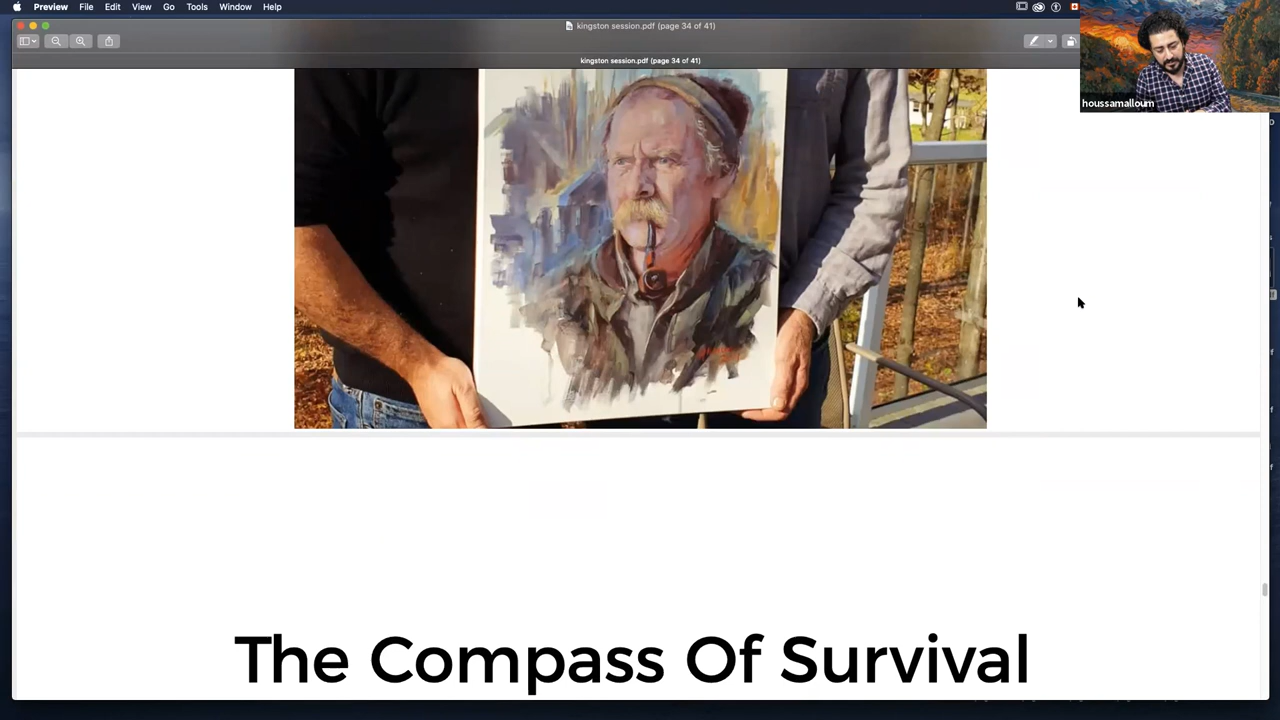 Preview File Edit View Go Tools Window Help
kingston session.pdf (page 34 of 41)
kingston session.pdf (page 34 of 41)
houssamalloum
The Compass Of Survival